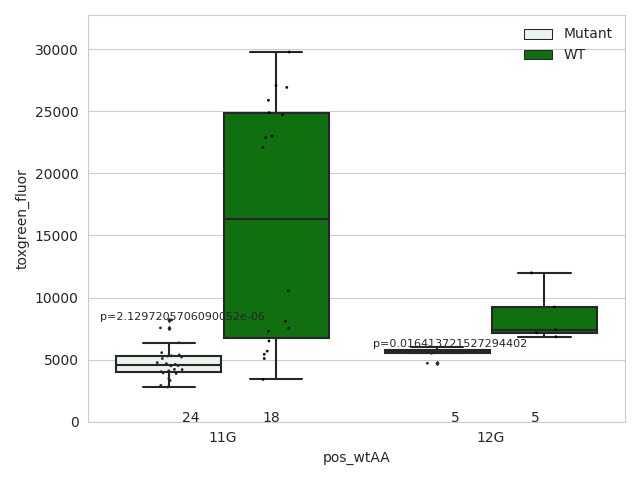 Mutant
WT
30000
25000
20000
15000
10000
5000
0
toxgreen_fluor
p=2.1297205706090052e-06
p=0.016413721527294402
24
18
5
5
11G
12G
pos_wtAA